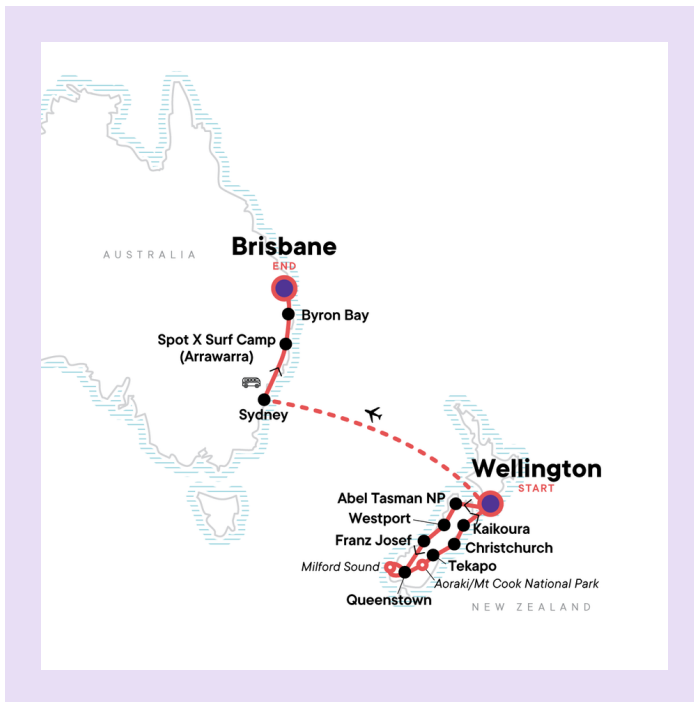 AUSTRALIA
Brisbane
END
Byron Bay
Spot X Surf Camp
(Arrawarra)
Sydney
Wellington
START
Abel Tasman NP
Westport
Kaikoura
Franz Josef
Christchurch
Milford Sound
Tekapo
Aoraki/Mt Cook National Park
Queenstown
NEW ZEALAND